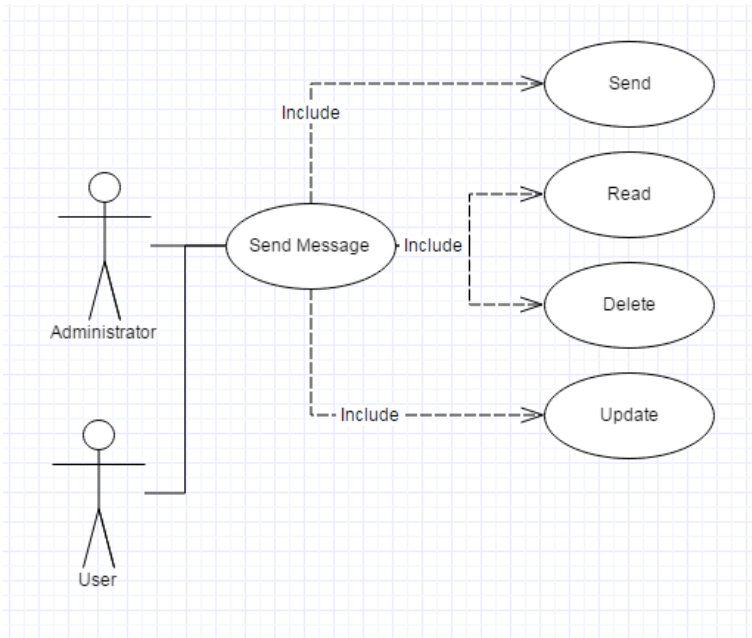 Send
Include
Read
Send Message
Include
Delete
Administrator
Include
Update
User